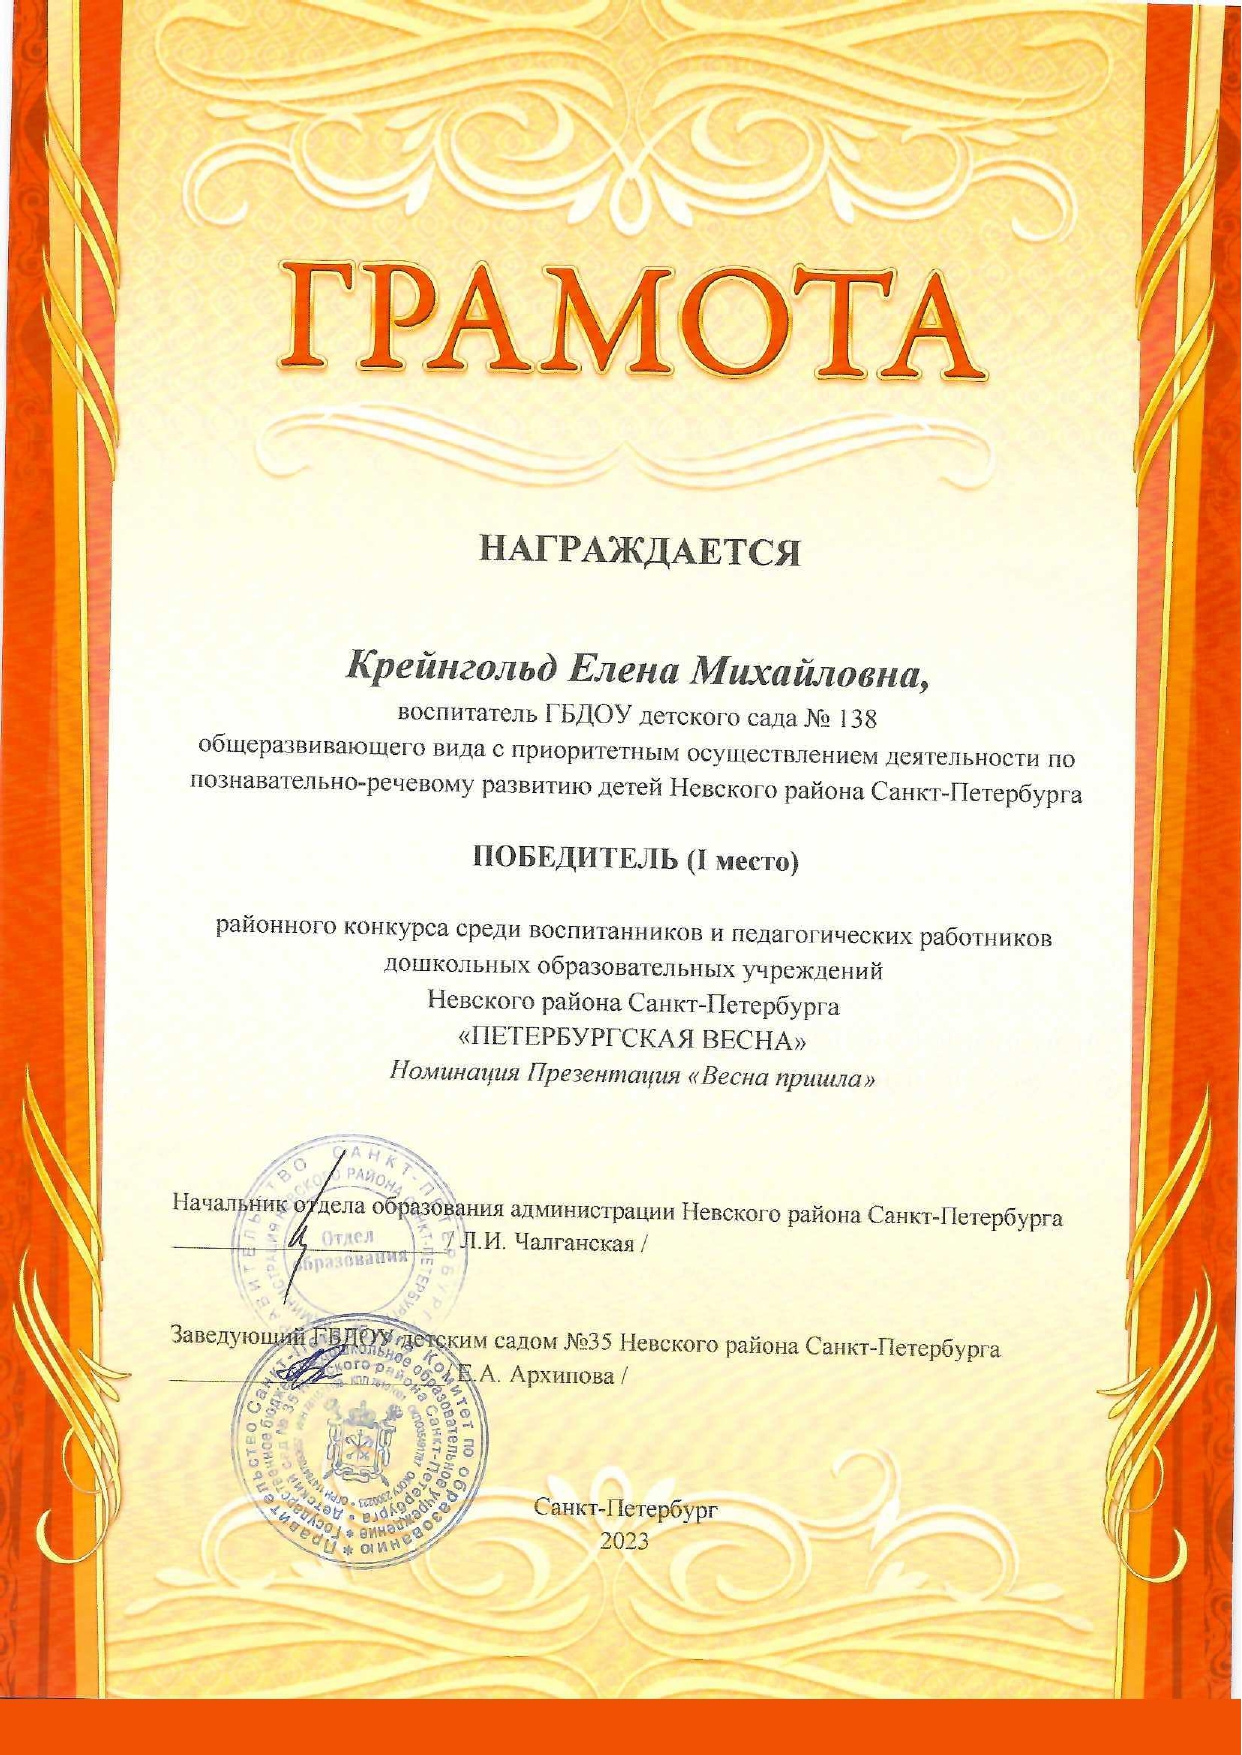 ГРАМОТА
НАГРАЖДАЕТСЯ
Крейнгольд Елена Михайловна,
воспитатель ГБДОУ детского сада № 138
общеразвивающего вида с приоритетным осуществлением деятельности по
познавательно-речевому развитию детей Невского района Санкт-Петербурга
ПОБЕДИТЕЛЬ (I место)
районного конкурса среди воспитанников и педагогических работников
дошкольных образовательных учреждений
Невского района Санкт-Петербурга
«ПЕТЕРБУРГСКАЯ ВЕСНА»
Номинация Презентация «Весна пришла»
Начальник отдела образования администрации Невского района Санкт-Петербурга
/ Л.И. Чалганская /
Отдел
образования
Заведующий ГБДОУ детским садом №35 Невского района Санкт-Петербурга
/ Е.А. Архипова /
Санкт-Петербург
2023